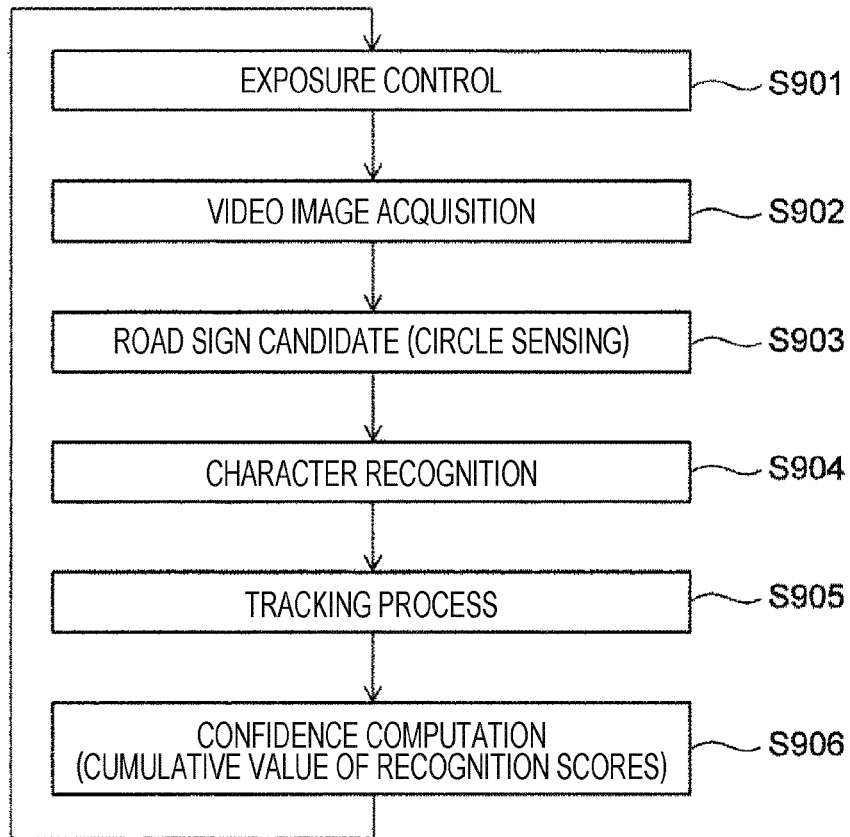 EXPOSURE CONTROL
S901
VIDEO IMAGE ACQUISITION
S902
ROAD SIGN CANDIDATE (CIRCLE SENSING)
S903
CHARACTER RECOGNITION
S904
TRACKING PROCESS
S905
CONFIDENCE COMPUTATION
(CUMULATIVE VALUE OF RECOGNITION SCORES)
S906